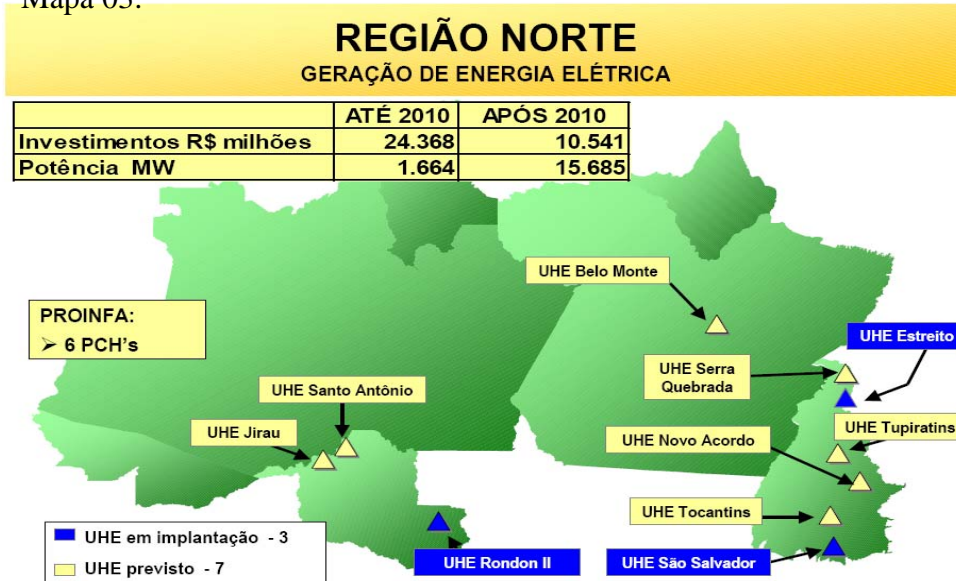 Mapa 03:
REGIÃO NORTE
GERAÇÃO DE ENERGIA ELÉTRICA
ATÉ 2010 APÓS 2010
Investimentos R$ milhões 24.368 10.541
Potência MW 1.664 15.685
UHE Belo Monte
PROINFA:
➢ 6 PCH's
UHE Estreito
UHE Serra
Quebrada
UHE Santo Antônio
UHE Jirau
UHE Tupiratins
UHE Novo Acordo
UHE Tocantins
UHE em implantação - 3
UHE previsto - 7
UHE Rondon II
UHE São Salvador